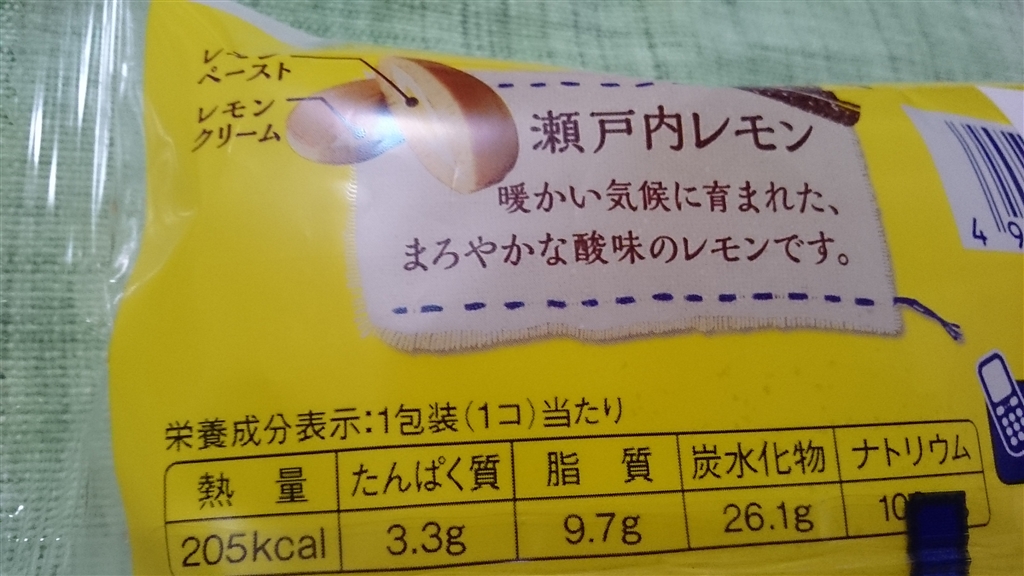 ペースト
レモン
クリーム
瀬戸内レモン
暖かい気候に育まれた、
まろやかな酸味のレモンです。
4 9
栄養成分表示:1包装(1コ)当たり
熱 量 たんぱく質 脂 質 炭水化物 ナトリウム
205kcal 3.3g 9.7g 26.1g